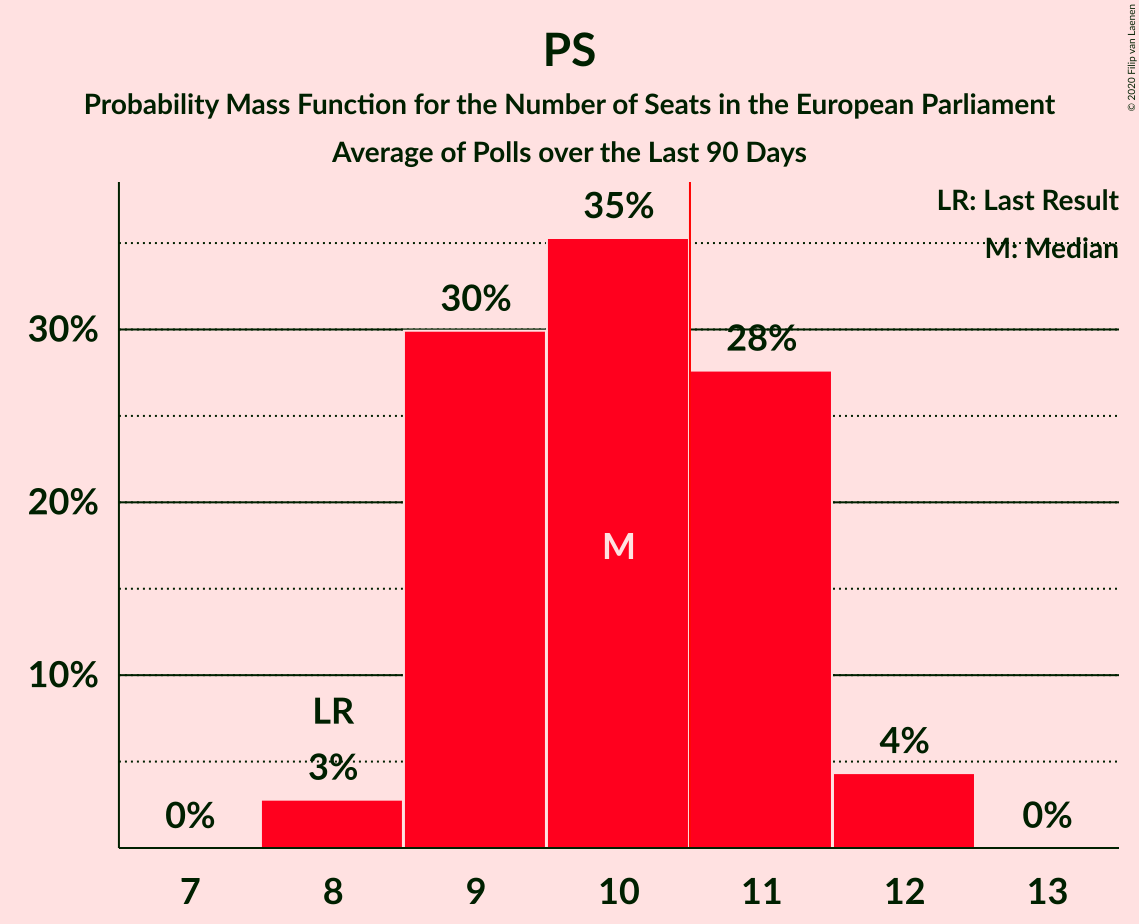 PS
Probability Mass Function for the Number of Seats in the European Parliament
Average of Polls over the Last 90 Days
© 2020 Filip van Laenen
LR: Last Result
M: Median
35%
30%
28%
30%
20%
M
10%
LR
3%
4%
0%
0%
7 8 9 10 11 12 13